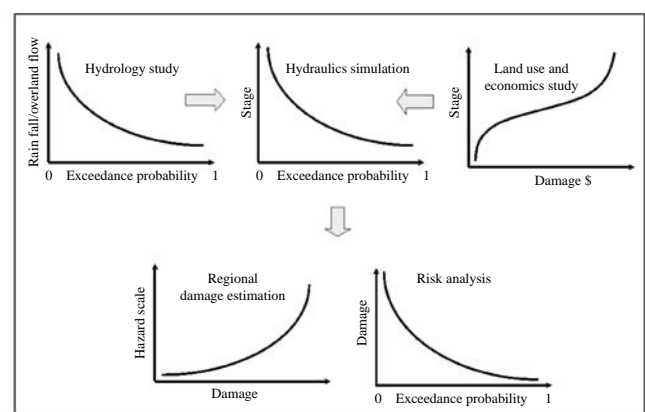 Rain fall/overland flow
Hydrology study
0 Exceedance probability 1
Stage
Hydraulics simulation
0 Exceedance probability 1
Stage
Land use and
economics study
Damage $
Hazard scale
Regional
damage estimation
Damage
Damage
Risk analysis
0 Exceedance probability 1